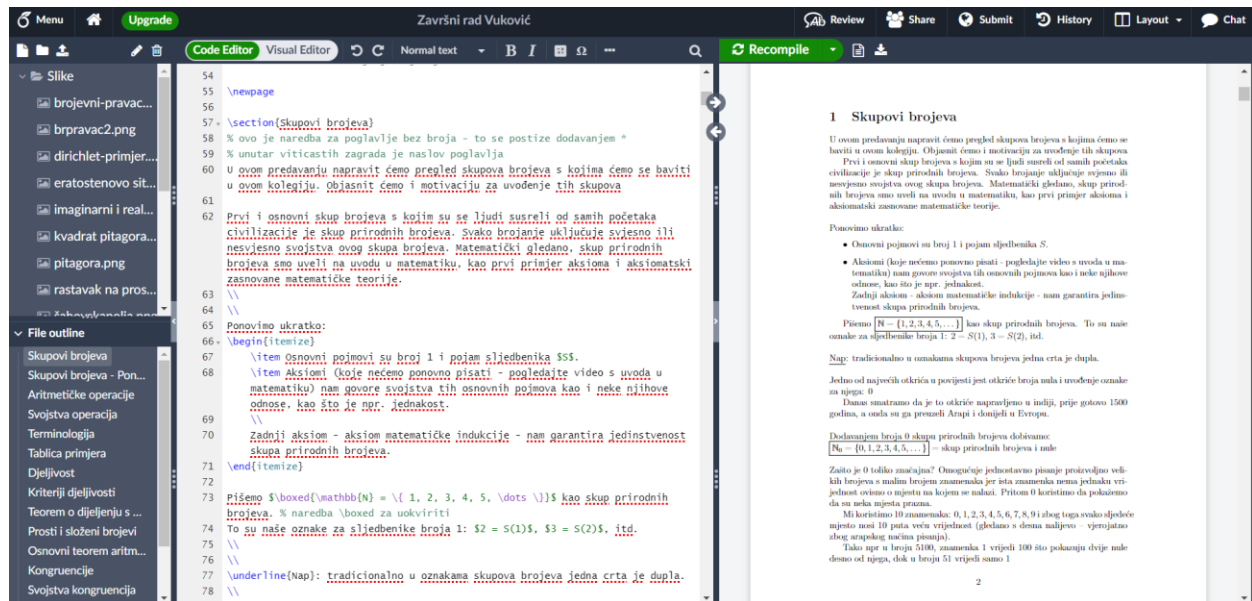 Menu
Upgrade
Završni rad Vuković
Review
Share
Submit
History
Layout
Chat
Code Editor
Visual Editor
Normal text
B I
Ω
Recompile
Slike
brojevni-pravac...
brpravac2.png
dirichlet-primjer....
eratostenovo sit...
imaginarni i real...
kvadrat pitagora...
pitagora.png
rastavak na pros...
File outline
Skupovi brojeva
Skupovi brojeva - Pon...
Aritmetičke operacije
Svojstva operacija
Terminologija
Tablica primjera
Djeljivost
Kriteriji djeljivosti
Teorem o dijeljenju s ...
Prosti i složeni brojevi
Osnovni teorem aritm...
Kongruencije
Svojstva kongruencija
54
55 \newpage
56
57 \section{Skupovi brojeva}
58 % ovo je naredba za poglavlje bez broja - to se postize dodavanjem *
59 % unutar viticastih zagrada je naslov poglavlja
60 U ovom predavanju napravit ćemo pregled skupova brojeva s kojima ćemo se baviti
u ovom kolegiju. Objasnit ćemo i motivaciju za uvođenje tih skupova
61
62 Prvi i osnovni skup brojeva s kojim su se ljudi susreli od samih početaka
civilizacije je skup prirodnih brojeva. Svako brojanje uključuje svjesno ili
nesvjesno svojstva ovog skupa brojeva. Matematički gledano, skup prirodnih
brojeva smo uveli na uvodu u matematiku, kao prvi primjer aksioma i aksiomatski
zasnovane matematičke teorije.
63 \\
64 \\
65 Ponovimo ukratko:
66 \begin{itemize}
67 \item Osnovni pojmovi su broj 1 i pojam sljedbenika $S$.
68 \item Aksiomi (koje nećemo ponovno pisati - pogledajte video s uvoda u
matematiku) nam govore svojstva tih osnovnih pojmova kao i neke njihove
odnose, kao što je npr. jednakost.
69 \\
70 Zadnji aksiom - aksiom matematičke indukcije - nam garantira jedinstvenost
skupa prirodnih brojeva.
71 \end{itemize}
72
73 Pišemo $\boxed{\mathbb{N} = \{ 1, 2, 3, 4, 5, \dots \}}$ kao skup prirodnih
brojeva. % naredba \boxed za uokviriti
74 To su naše oznake za sljedbenike broja 1: $2 = S(1)$, $3 = S(2)$, itd.
75 \\
76 \\
77 \underline{Nap}: tradicionalno u oznakama skupova brojeva jedna crta je dupla.
78 \\
1 Skupovi brojeva
U ovom predavanju napravit ćemo pregled skupova brojeva s kojima ćemo se
baviti u ovom kolegiju. Objasnit ćemo i motivaciju za uvođenje tih skupova
Prvi i osnovni skup brojeva s kojim su se ljudi susreli od samih početaka
civilizacije je skup prirodnih brojeva. Svako brojanje uključuje svjesno ili
nesvjesno svojstva ovog skupa brojeva. Matematički gledano, skup prirod-
nih brojeva smo uveli na uvodu u matematiku, kao prvi primjer aksioma i
aksiomatski zasnovane matematičke teorije.
Ponovimo ukratko:
• Osnovni pojmovi su broj 1 i pojam sljedbenika S.
• Aksiomi (koje nećemo ponovno pisati - pogledajte video s uvoda u ma-
tematiku) nam govore svojstva tih osnovnih pojmova kao i neke njihove
odnose, kao što je npr. jednakost.
Zadnji aksiom - aksiom matematičke indukcije - nam garantira jedins-
tvenost skupa prirodnih brojeva.
Pišemo ℕ = {1, 2, 3, 4, 5, . . . } kao skup prirodnih brojeva. To su naše
oznake za sljedbenike broja 1: 2 = S(1), 3 = S(2), itd.
Nap: tradicionalno u oznakama skupova brojeva jedna crta je dupla.
Jedno od najvećih otkrića u povijesti jest otkriće broja nula i uvođenje oznake
za njega: 0
Danas smatramo da je to otkriće napravljeno u indiji, prije gotovo 1500
godina, a onda su ga preuzeli Arapi i donijeli u Evropu.
Dodavanjem broja 0 skupu prirodnih brojeva dobivamo:
ℕ₀ = {0, 1, 2, 3, 4, 5, . . . } – skup prirodnih brojeva i nule
Zašto je 0 toliko značajna? Omogućuje jednostavno pisanje proizvoljno veli-
kih brojeva s malim brojem znamenaka jer ista znamenka nema jednaku vri-
jednost ovisno o mjestu na kojem se nalazi. Pritom 0 koristimo da pokažemo
da su neka mjesta prazna.
Mi koristimo 10 znamenaka: 0, 1, 2, 3, 4, 5, 6, 7, 8, 9 i zbog toga svako sljedeće
mjesto nosi 10 puta veću vrijednost (gledano s desna nalijevo – vjerojatno
zbog arapskog načina pisanja).
Tako npr u broju 5100, znamenka 1 vrijedi 100 što pokazuju dvije nule
desno od njega, dok u broju 51 vrijedi samo 1
2